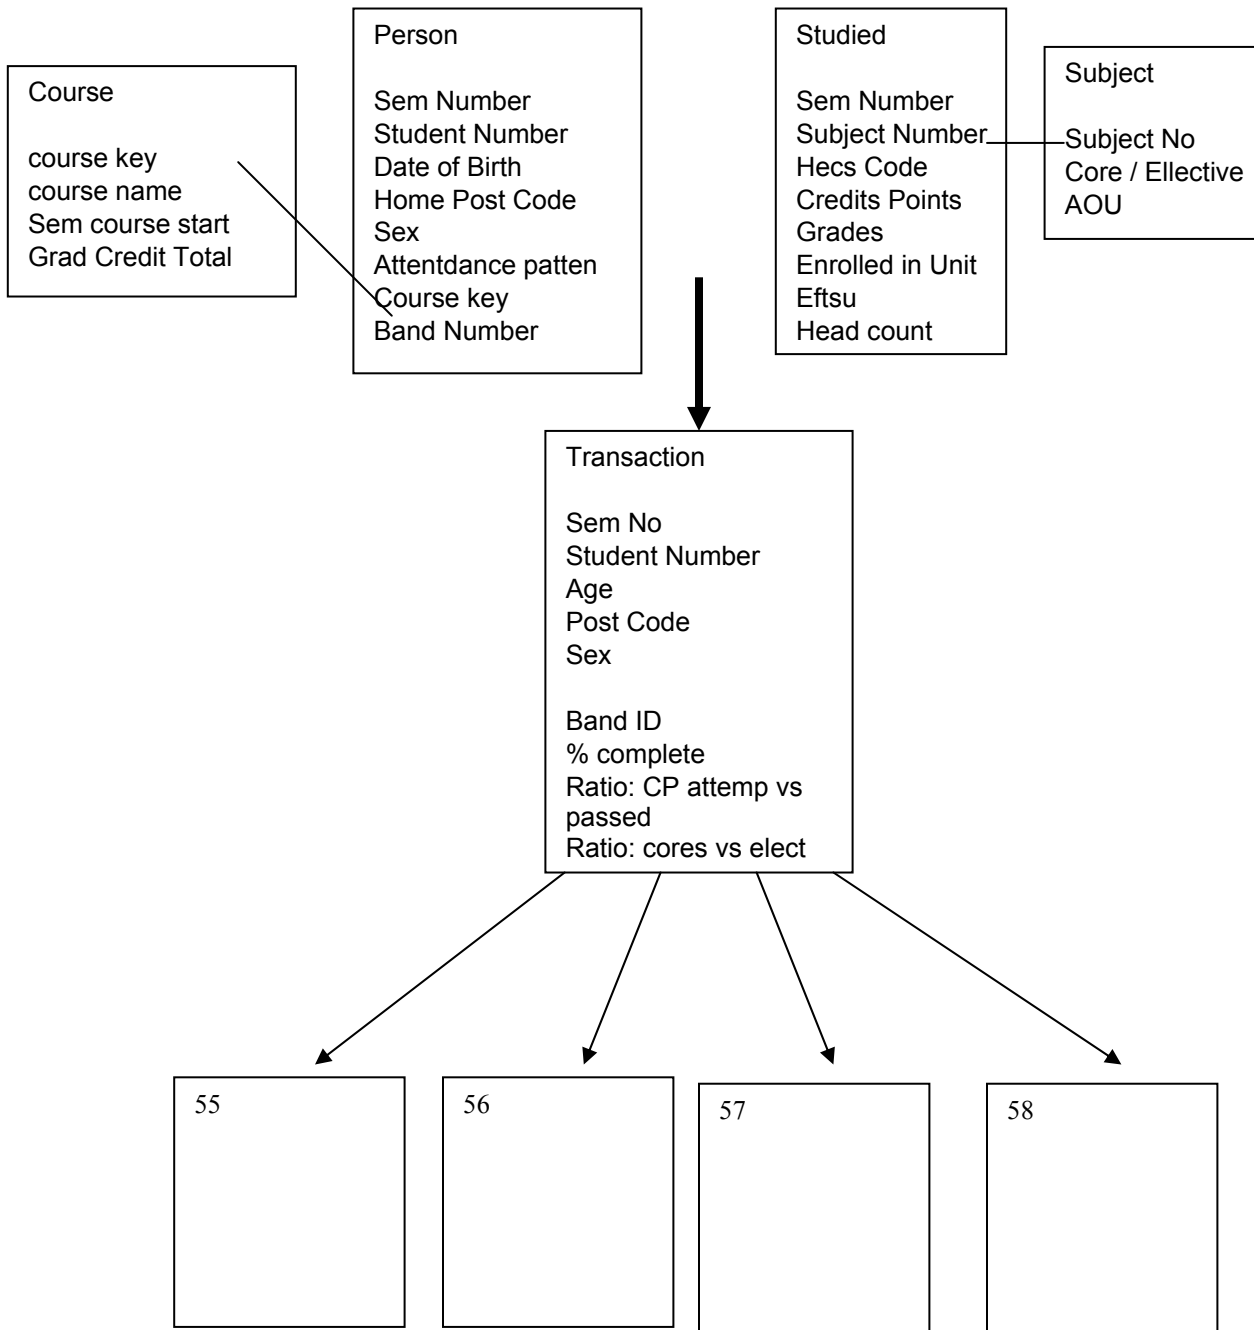 Course
course key
course name
Sem course start
Grad Credit Total
Person
Sem Number
Student Number
Date of Birth
Home Post Code
Sex
Attentdance patten
Course key
Band Number
Studied
Sem Number
Subject Number
Hecs Code
Credits Points
Grades
Enrolled in Unit
Eftsu
Head count
Subject
Subject No
Core / Ellective
AOU
Transaction
Sem No
Student Number
Age
Post Code
Sex
Band ID
% complete
Ratio: CP attemp vs
passed
Ratio: cores vs elect
55
56
57
58